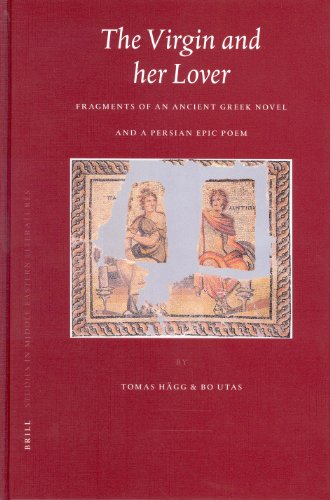 The Virgin and
her Lover
FRAGMENTS OF AN ANCIENT GREEK NOVEL
AND A PERSIAN EPIC POEM
BY
TOMAS HÄGG & BO UTAS
BRILL STUDIES IN MIDDLE EASTERN LITERATURES